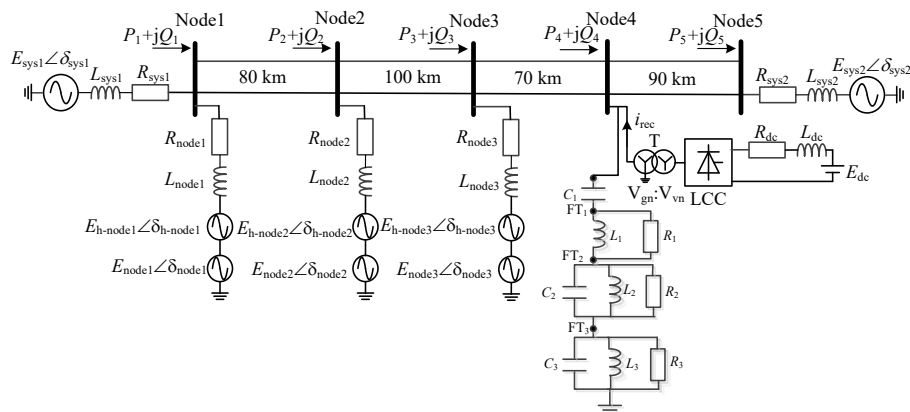 Node1
Node2
Node3
Node4
Node5
P1+jQ1
P2+jQ2
P3+jQ3
P4+jQ4
P5+jQ5
Esys1∠δsys1
Lsys1
Rsys1
80 km
100 km
70 km
90 km
Rsys2
Lsys2
Esys2∠δsys2
Rnode1
Rnode2
Rnode3
irec
T
Rdc
Ldc
Edc
Lnode1
Lnode2
Lnode3
Vgn:Vvn
LCC
C1
FT1
Eh-node1∠δh-node1
Eh-node2∠δh-node2
Eh-node3∠δh-node3
L1
R1
FT2
Enode1∠δnode1
Enode2∠δnode2
Enode3∠δnode3
C2
L2
R2
FT3
C3
L3
R3